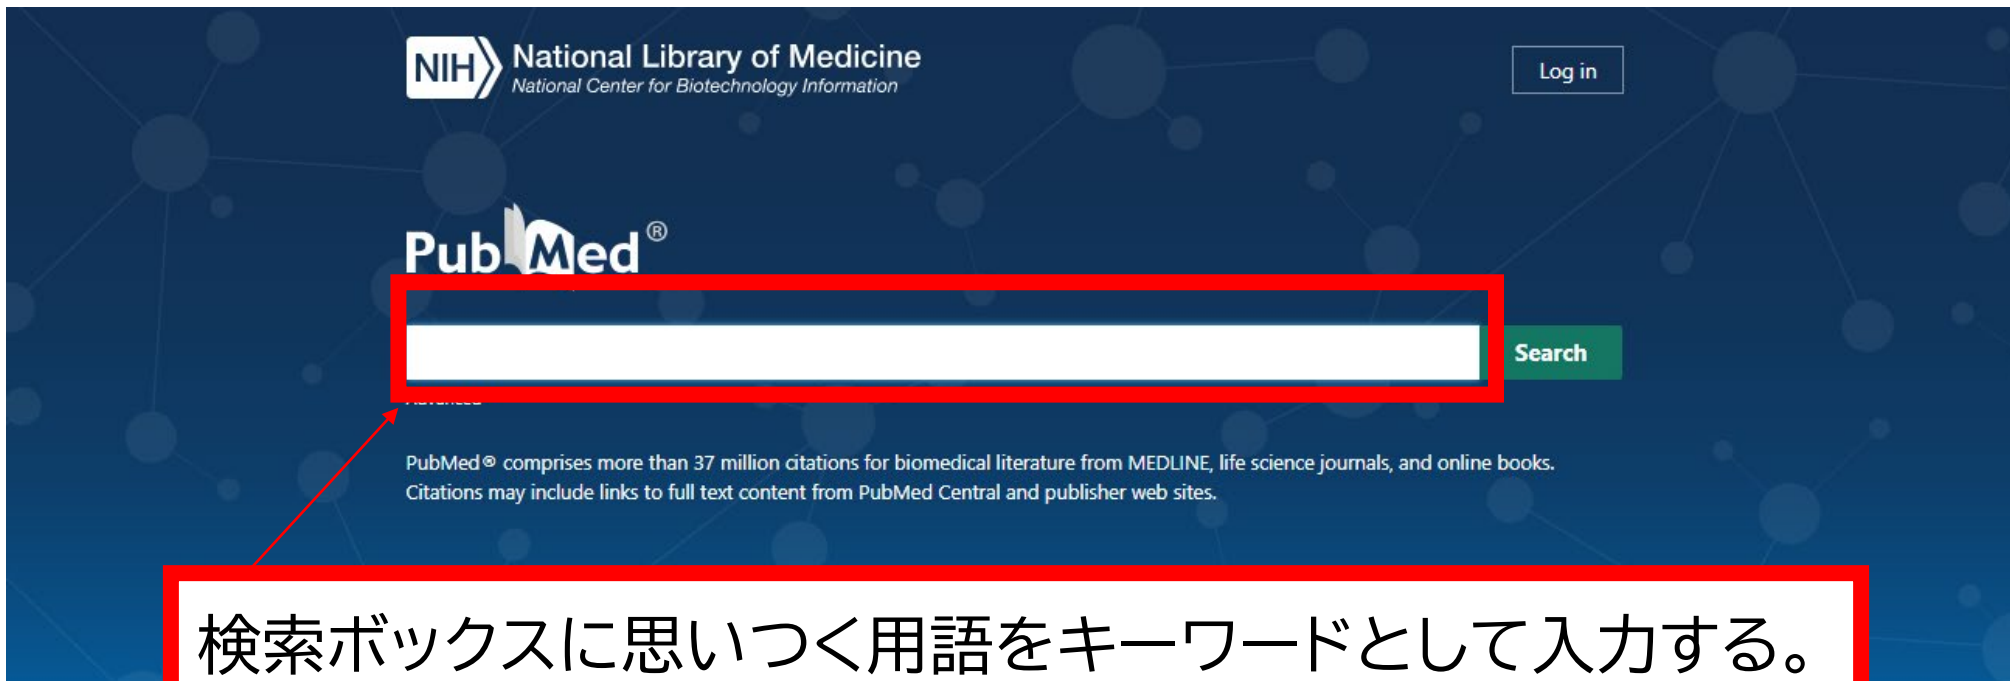 NIH National Library of Medicine
National Center for Biotechnology Information
Log in
PubMed®
Search
Advanced
PubMed® comprises more than 37 million citations for biomedical literature from MEDLINE, life science journals, and online books.
Citations may include links to full text content from PubMed Central and publisher web sites.
検索ボックスに思いつく用語をキーワードとして入力する。